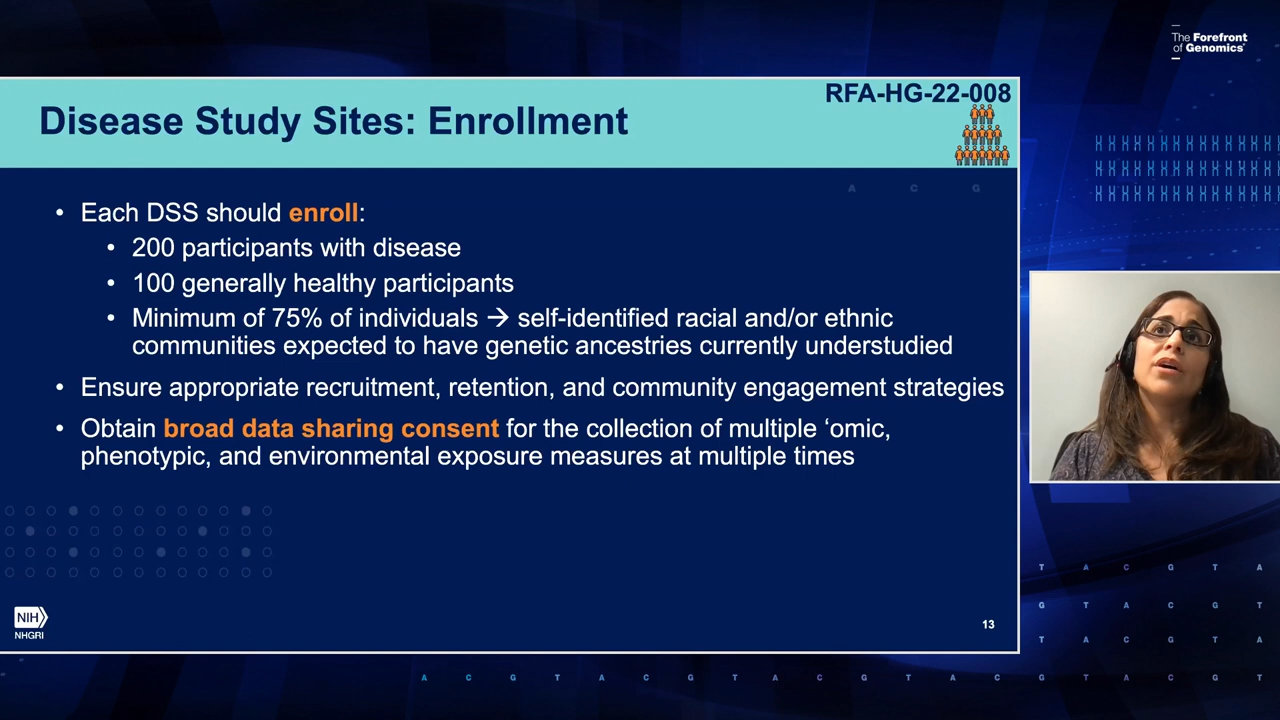 The Forefront
of Genomics®
RFA-HG-22-008
Disease Study Sites: Enrollment
A C G
• Each DSS should enroll:
• 200 participants with disease
• 100 generally healthy participants
• Minimum of 75% of individuals → self-identified racial and/or ethnic
communities expected to have genetic ancestries currently understudied
• Ensure appropriate recruitment, retention, and community engagement strategies
• Obtain broad data sharing consent for the collection of multiple ‘omic,
phenotypic, and environmental exposure measures at multiple times
NIH
NHGRI
13
T A C G T A
G T A C G T
T A C G T A
A C G T A C G T A C G T A C G T A C G T